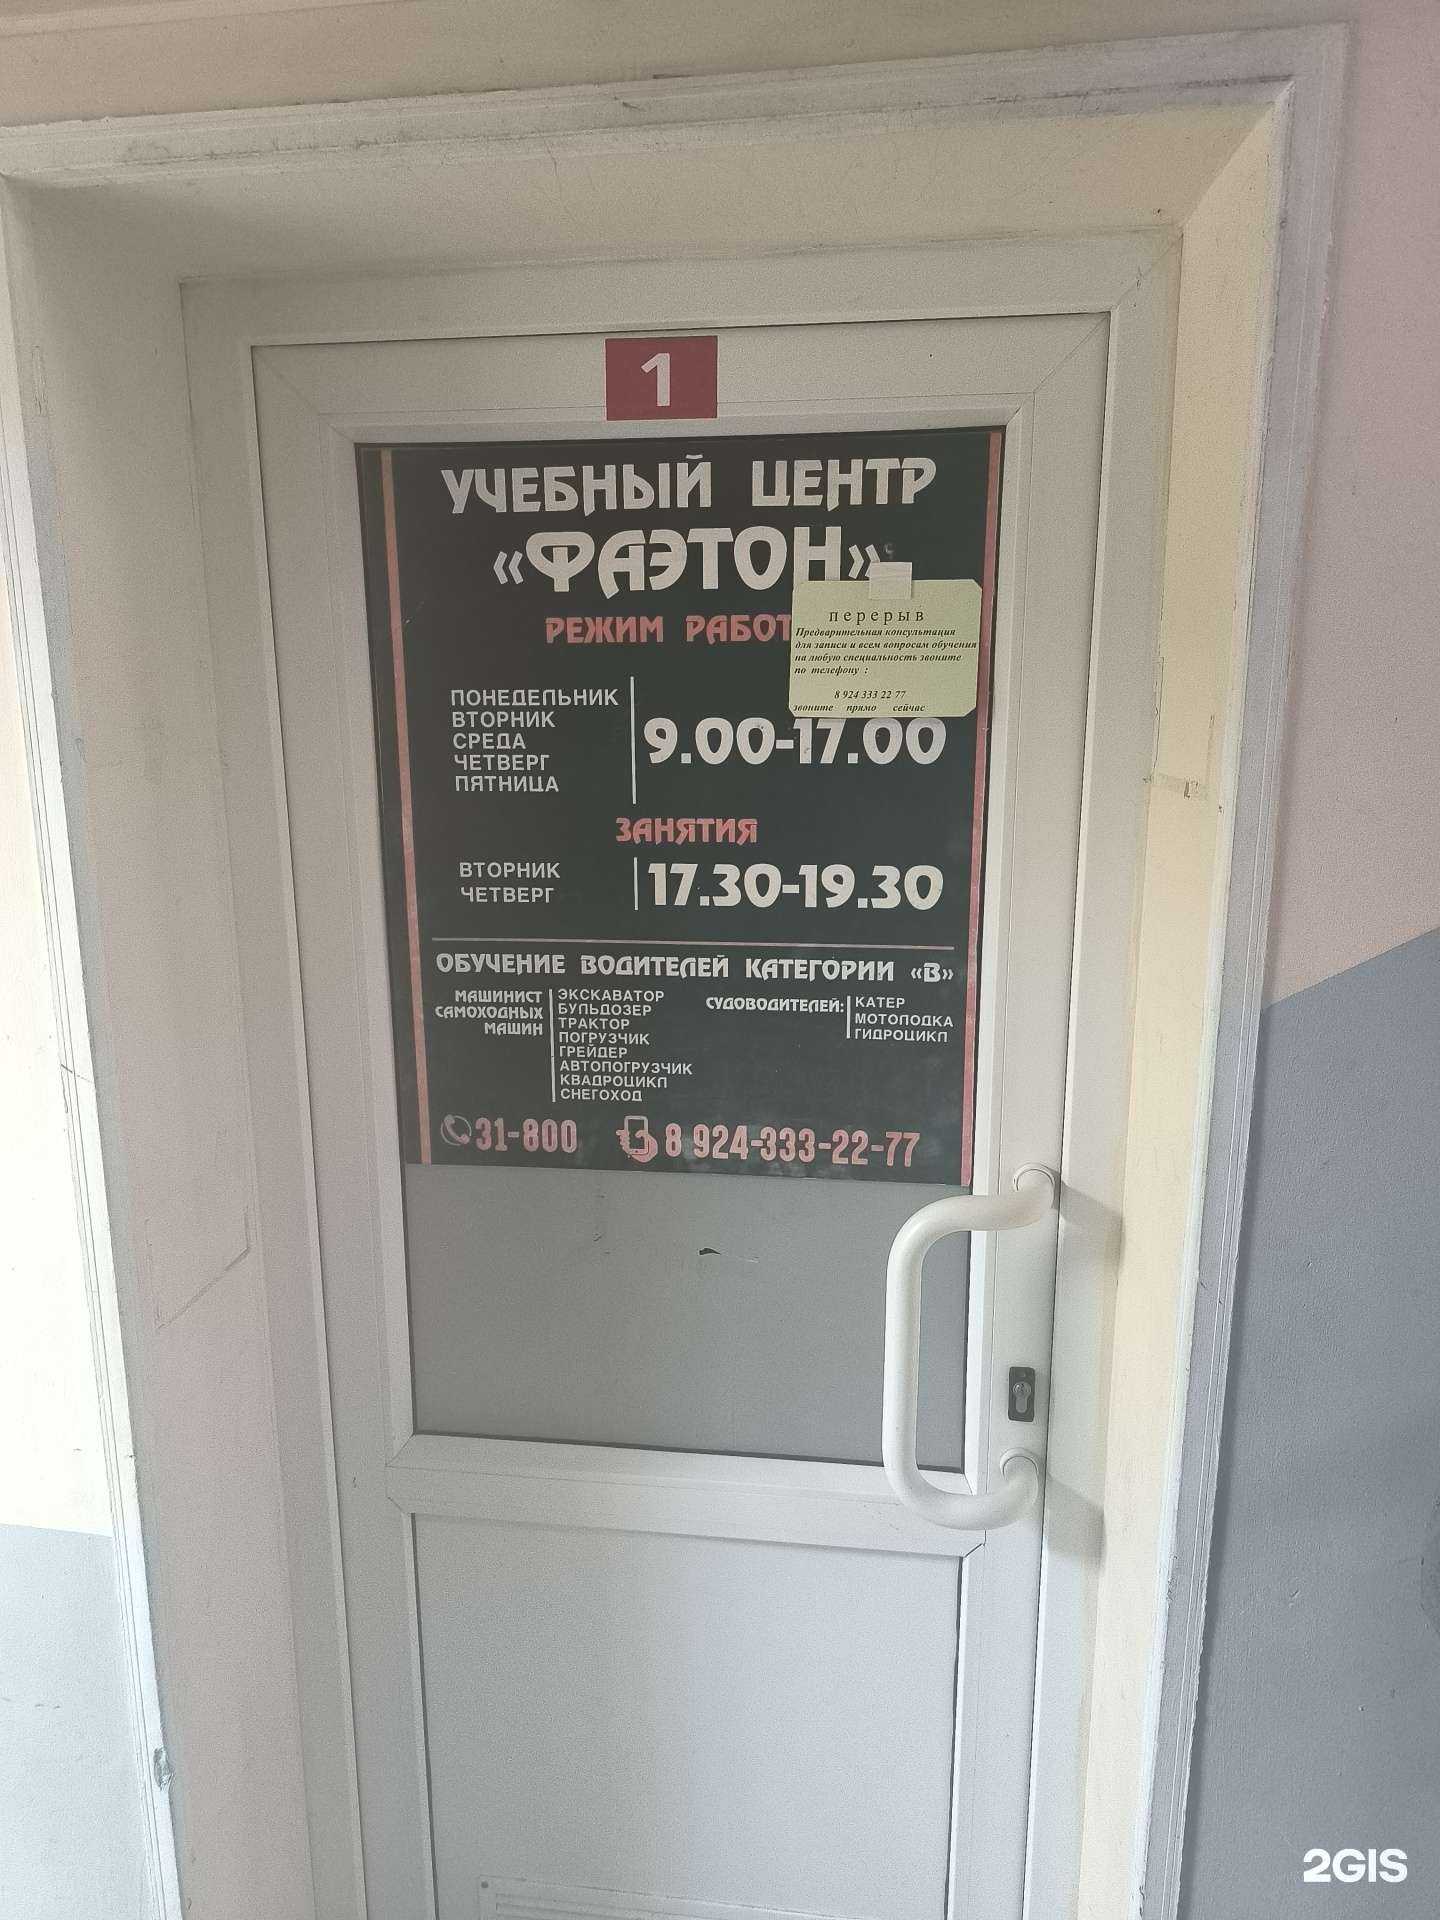 1
УЧЕБНЫЙ ЦЕНТР
«ФАЭТОН»
РЕЖИМ РАБОТ
перерыв
Предварительная консультация
для записи и всем вопросам обучения
на любую специальность звоните
по телефону :
8 924 333 22 77
звоните прямо сейчас
ПОНЕДЕЛЬНИК
ВТОРНИК
СРЕДА
ЧЕТВЕРГ
ПЯТНИЦА
9.00-17.00
ЗАНЯТИЯ
ВТОРНИК
ЧЕТВЕРГ
17.30-19.30
ОБУЧЕНИЕ ВОДИТЕЛЕЙ КАТЕГОРИИ «В»
МАШИНИСТ
САМОХОДНЫХ
МАШИН
ЭКСКАВАТОР
БУЛЬДОЗЕР
ТРАКТОР
ПОГРУЗЧИК
ГРЕЙДЕР
АВТОПОГРУЗЧИК
КВАДРОЦИКЛ
СНЕГОХОД
СУДОВОДИТЕЛЕЙ:
КАТЕР
МОТОЛОДКА
ГИДРОЦИКЛ
31-800
8 924-333-22-77
2GIS